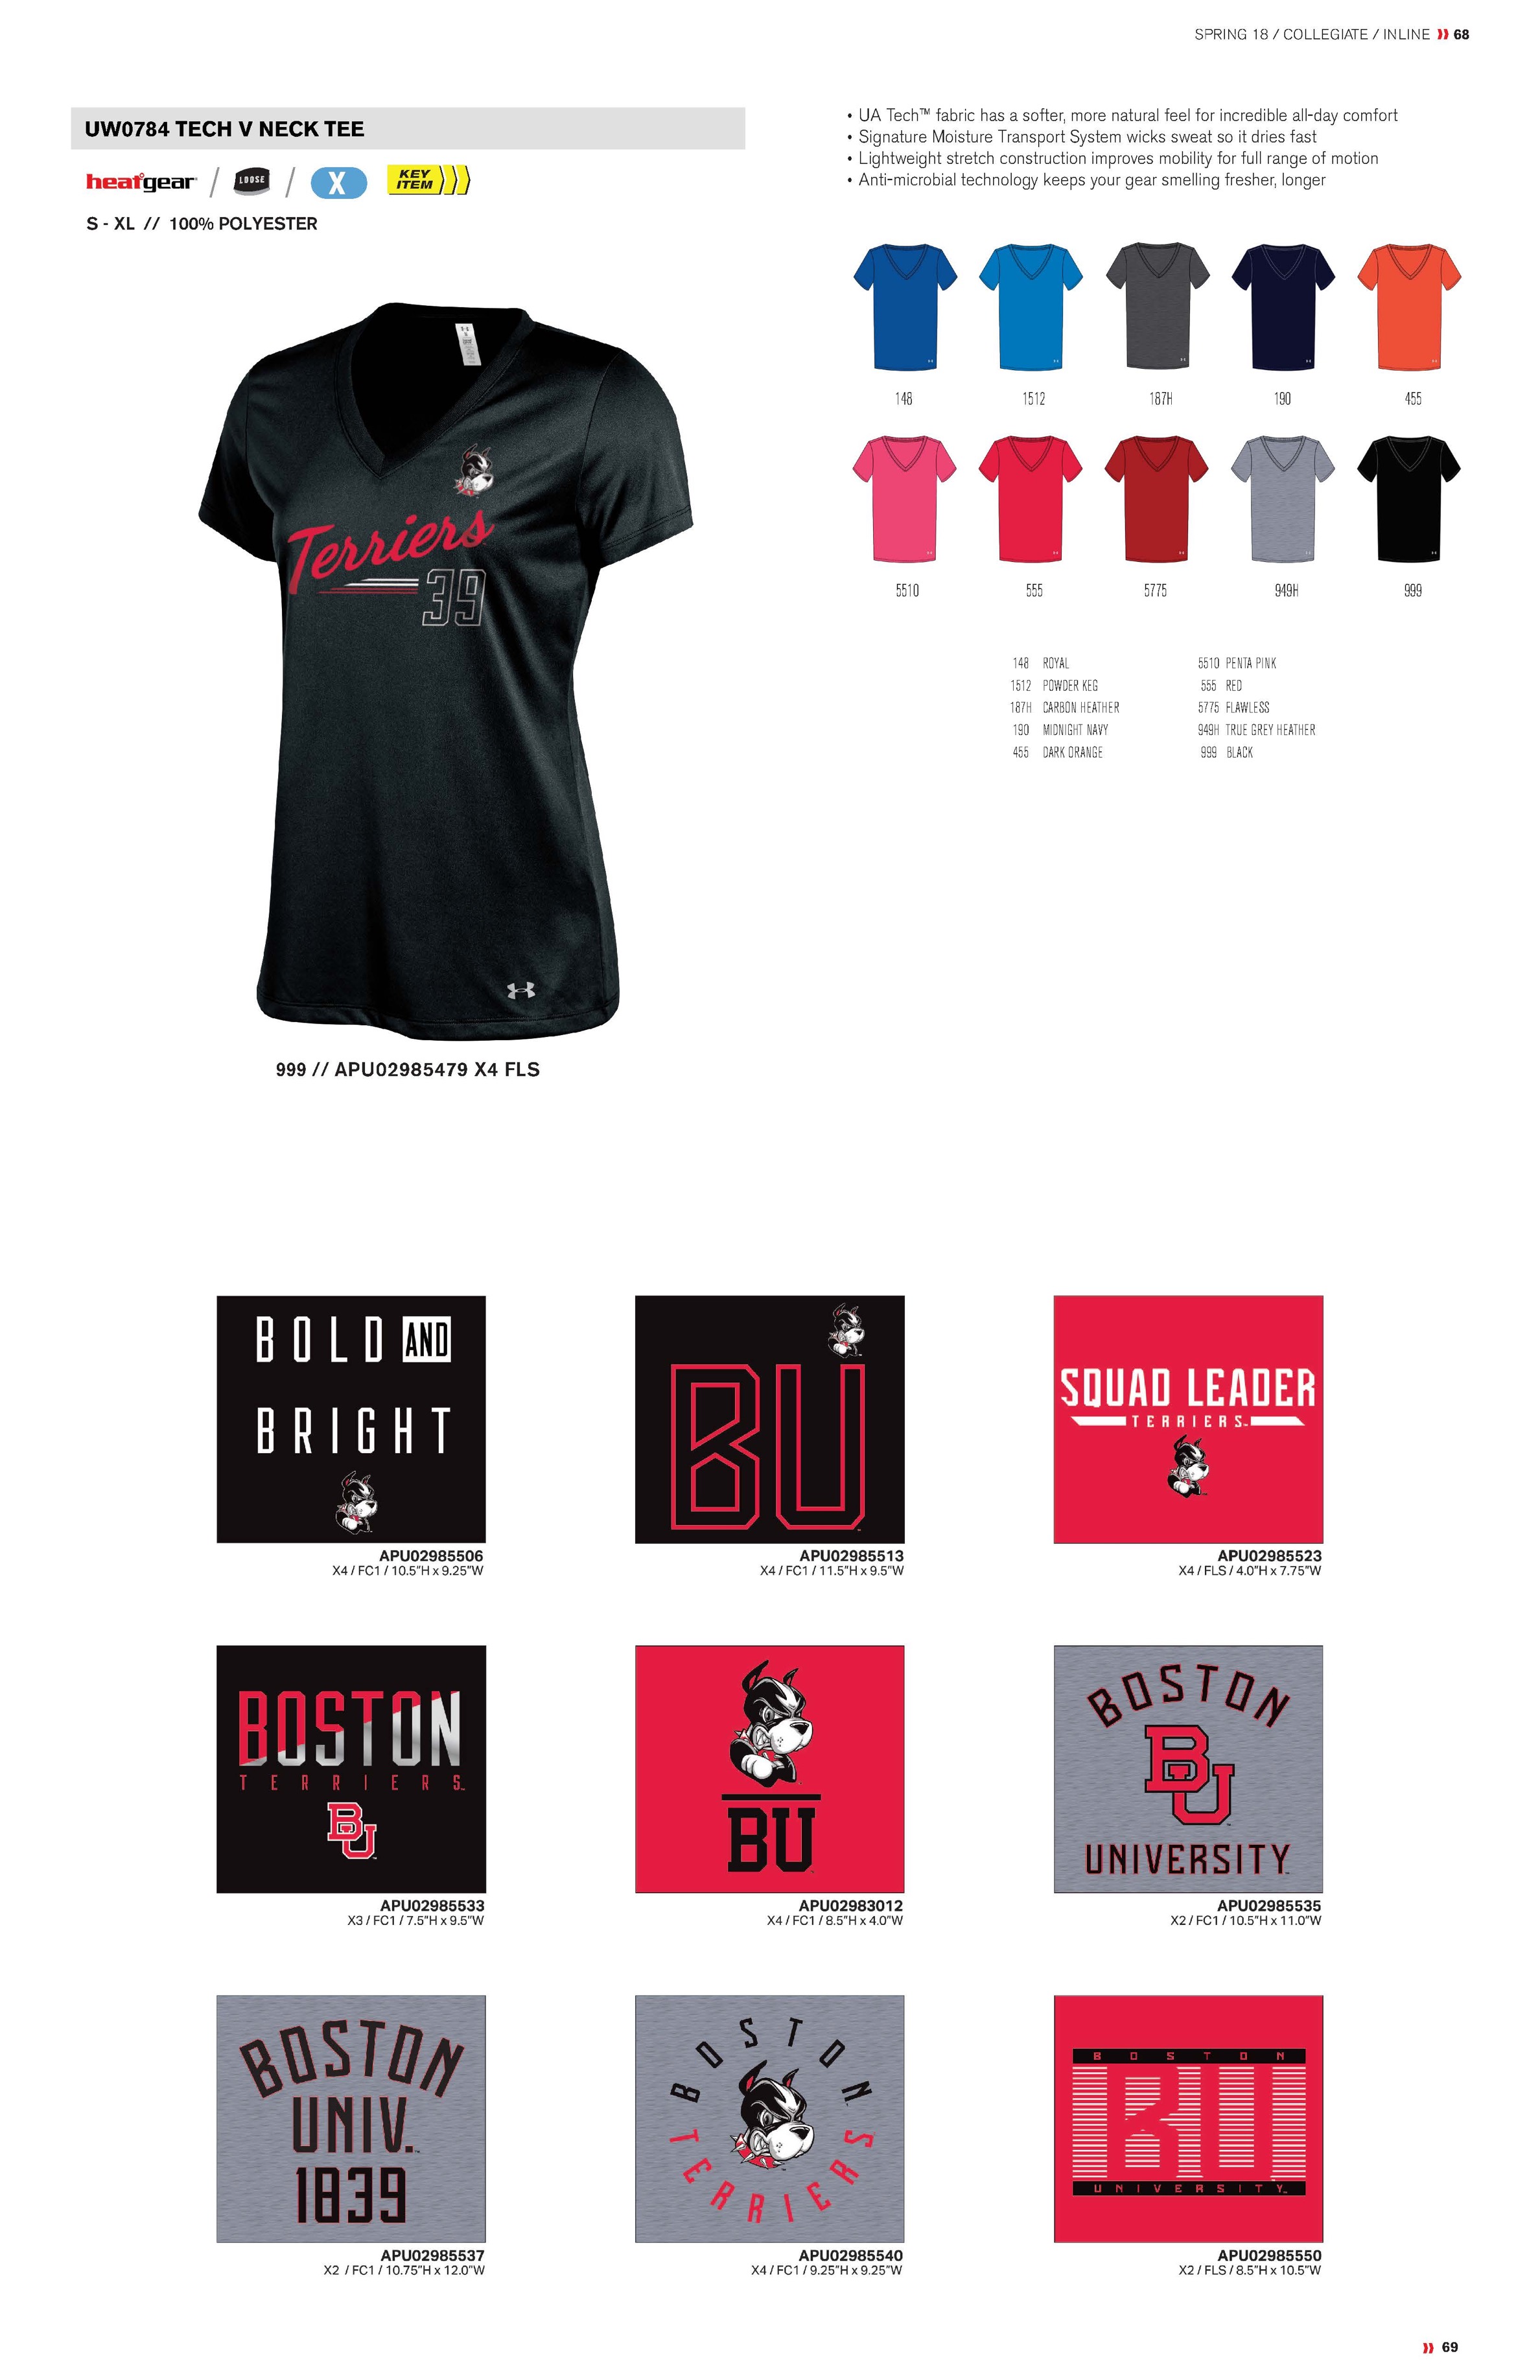 SPRING 18 / COLLEGIATE / INLINE 68
UW0784 TECH V NECK TEE
heatgear / LOOSE / X KEY ITEM
S - XL // 100% POLYESTER
• UA Tech™ fabric has a softer, more natural feel for incredible all-day comfort
• Signature Moisture Transport System wicks sweat so it dries fast
• Lightweight stretch construction improves mobility for full range of motion
• Anti-microbial technology keeps your gear smelling fresher, longer
148 1512 187H 190 455
5510 555 5775 949H 999
148 ROYAL
1512 POWDER KEG
187H CARBON HEATHER
190 MIDNIGHT NAVY
455 DARK ORANGE
5510 PENTA PINK
555 RED
5775 FLAWLESS
949H TRUE GREY HEATHER
999 BLACK
Terriers
39
999 // APU02985479 X4 FLS
BOLD AND
BRIGHT
APU02985506
X4 / FC1 / 10.5"H x 9.25"W
BU
APU02985513
X4 / FC1 / 11.5"H x 9.5"W
SQUAD LEADER
TERRIERS
APU02985523
X4 / FLS / 4.0"H x 7.75"W
BOSTON
TERRIERS
BU
APU02985533
X3 / FC1 / 7.5"H x 9.5"W
BU
APU02983012
X4 / FC1 / 8.5"H x 4.0"W
BOSTON
BU
UNIVERSITY
APU02985535
X2 / FC1 / 10.5"H x 11.0"W
BOSTON
UNIV.
1839
APU02985537
X2 / FC1 / 10.75"H x 12.0"W
BOSTON
TERRIERS
APU02985540
X4 / FC1 / 9.25"H x 9.25"W
BOSTON
BU
UNIVERSITY
APU02985550
X2 / FLS / 8.5"H x 10.5"W
69